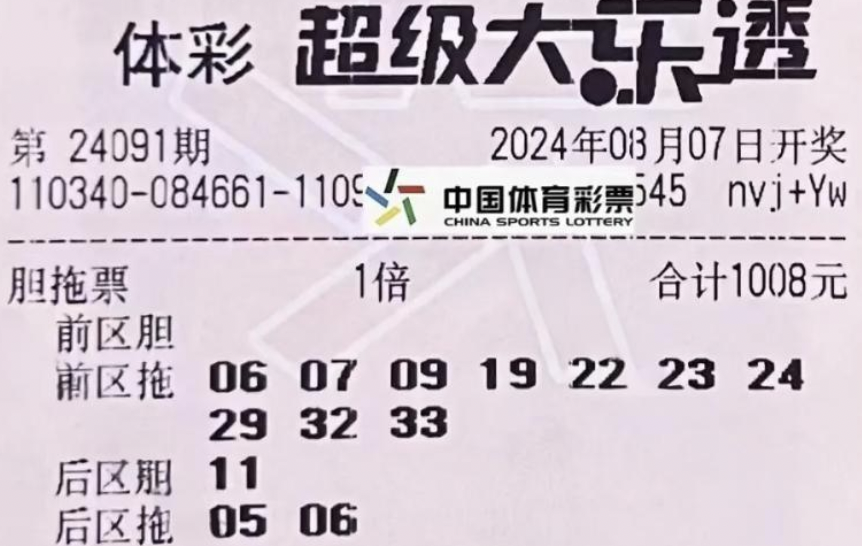 体彩 超级大乐透
第 24091期 2024年08月07日开奖
110340-084661-110 545 nvj+Yw
中国体育彩票
CHINA SPORTS LOTTERY
胆拖票 1倍 合计1008元
前区胆
前区拖 06 07 09 19 22 23 24
29 32 33
后区胆 11
后区拖 05 06